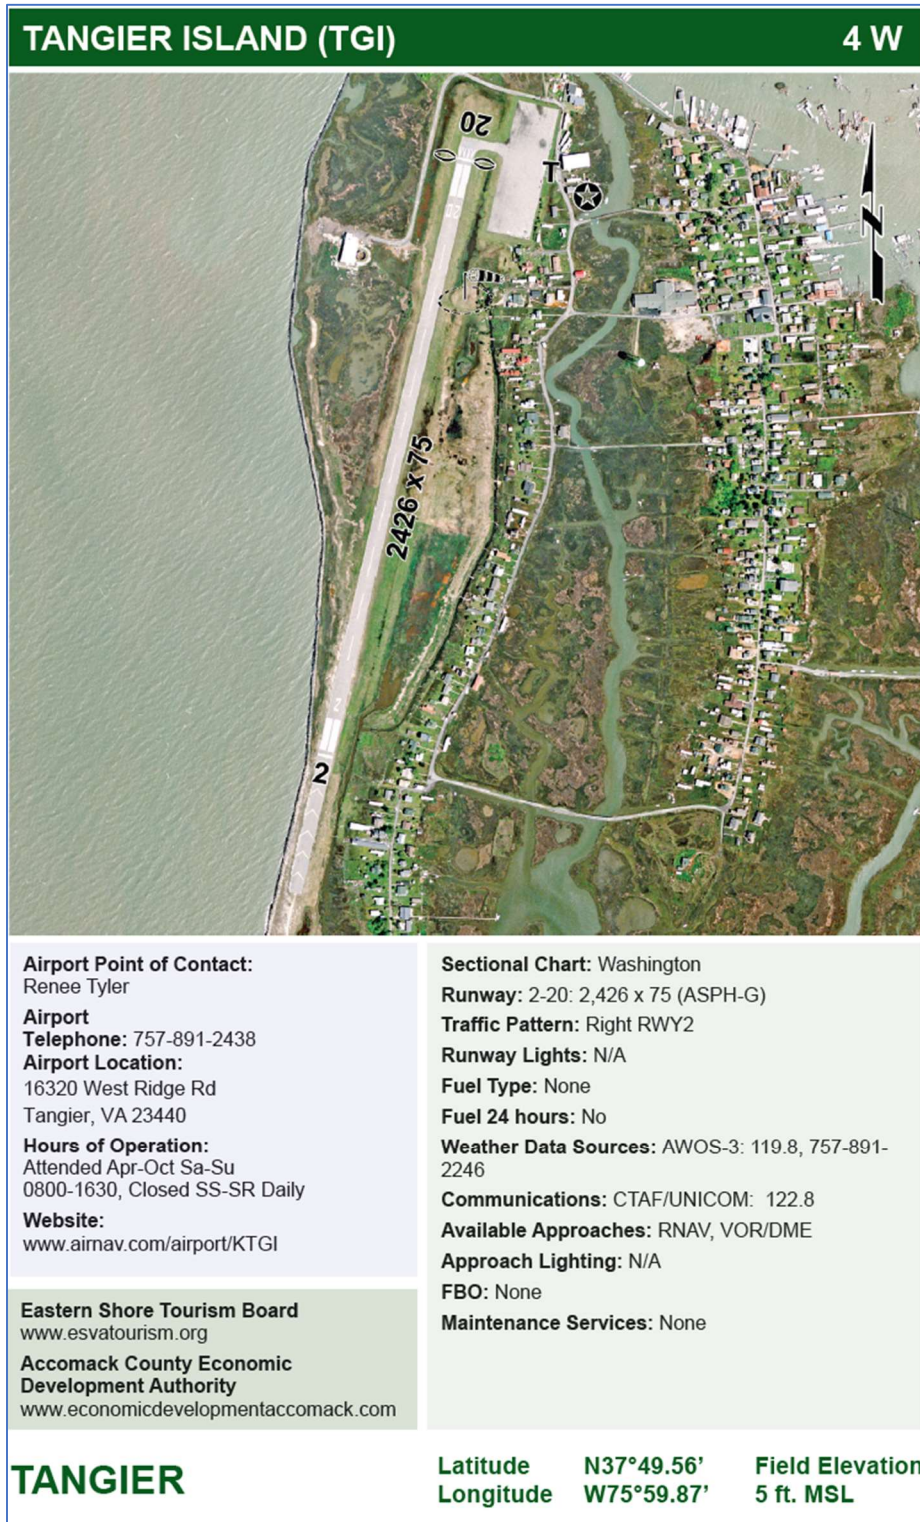 TANGIER ISLAND (TGI) 4 W
20
T
20
N
2426 x 75
2
2
Airport Point of Contact:
Renee Tyler
Airport
Telephone: 757-891-2438
Airport Location:
16320 West Ridge Rd
Tangier, VA 23440
Hours of Operation:
Attended Apr-Oct Sa-Su
0800-1630, Closed SS-SR Daily
Website:
www.airnav.com/airport/KTGI
Eastern Shore Tourism Board
www.esvatourism.org
Accomack County Economic
Development Authority
www.economicdevelopmentaccomack.com
Sectional Chart: Washington
Runway: 2-20: 2,426 x 75 (ASPH-G)
Traffic Pattern: Right RWY2
Runway Lights: N/A
Fuel Type: None
Fuel 24 hours: No
Weather Data Sources: AWOS-3: 119.8, 757-891-
2246
Communications: CTAF/UNICOM: 122.8
Available Approaches: RNAV, VOR/DME
Approach Lighting: N/A
FBO: None
Maintenance Services: None
TANGIER
Latitude N37°49.56’ Field Elevation
Longitude W75°59.87’ 5 ft. MSL